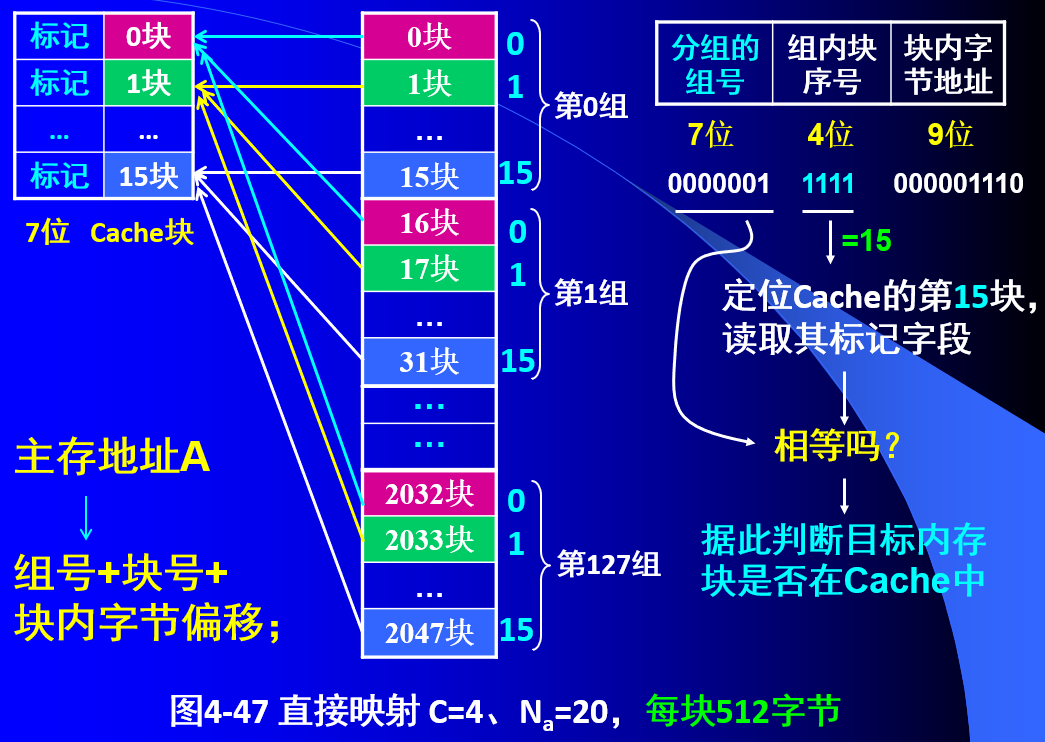 标记 0块
标记 1块
... ...
标记 15块
7位 Cache块
0块 0
1块 1
...
15块 15
第0组
16块 0
17块 1
...
31块 15
第1组
...
...
2032块 0
2033块 1
...
2047块 15
第127组
分组的组号 组内块序号 块内字节地址
7位 4位 9位
0000001 1111 000001110
=15
定位Cache的第15块，
读取其标记字段
相等吗？
据此判断目标内存
块是否在Cache中
主存地址A
组号+块号+
块内字节偏移；
图4-47 直接映射 C=4、Na=20，每块512字节